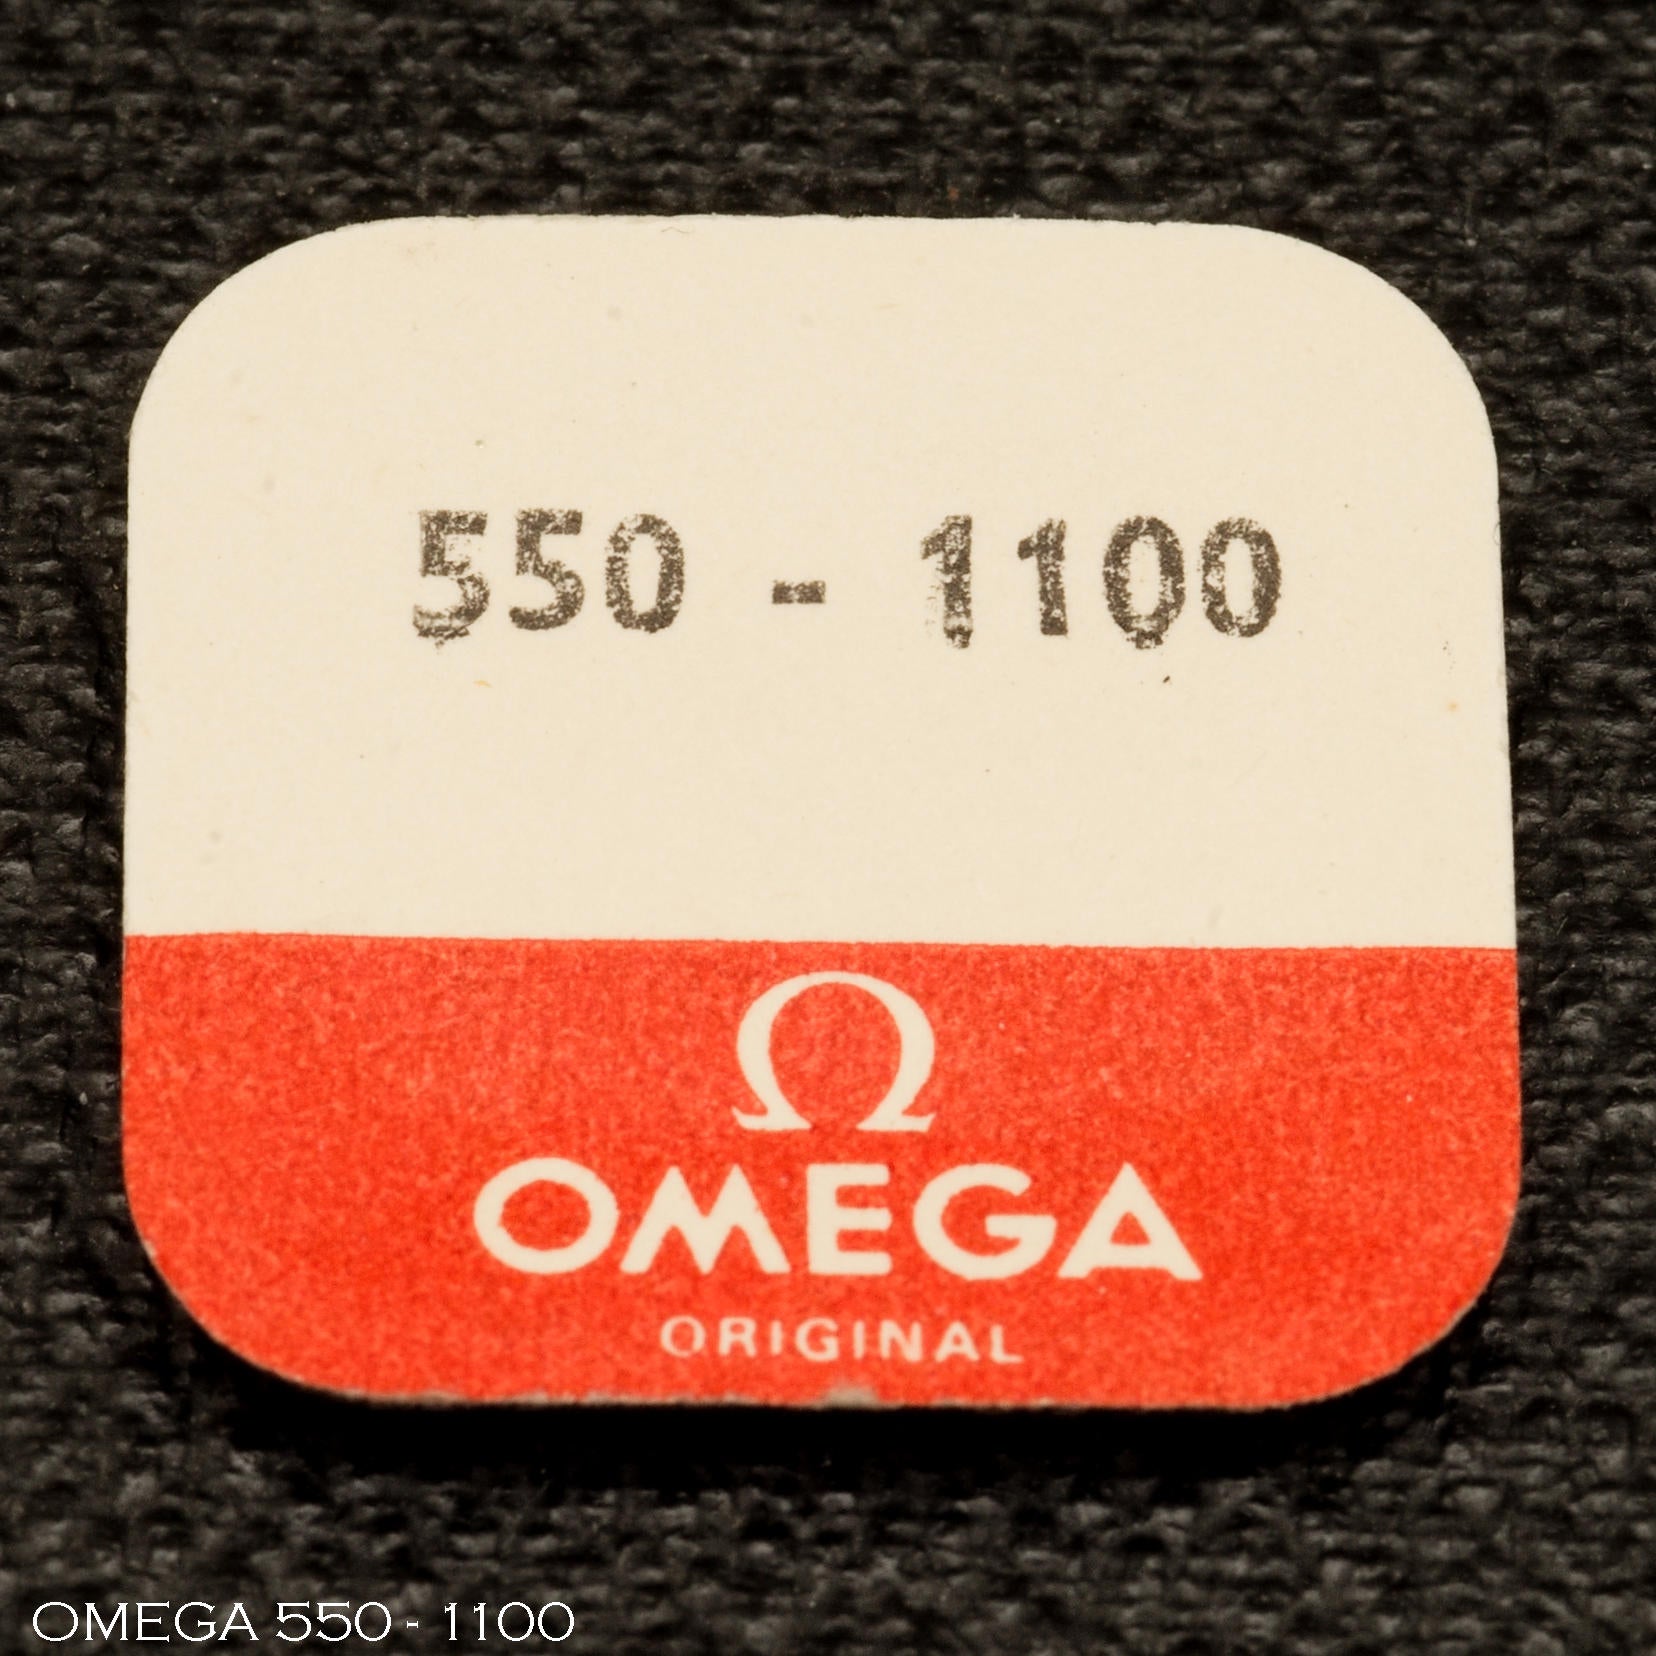 550 - 1100
Ω
OMEGA
ORIGINAL
OMEGA 550 - 1100